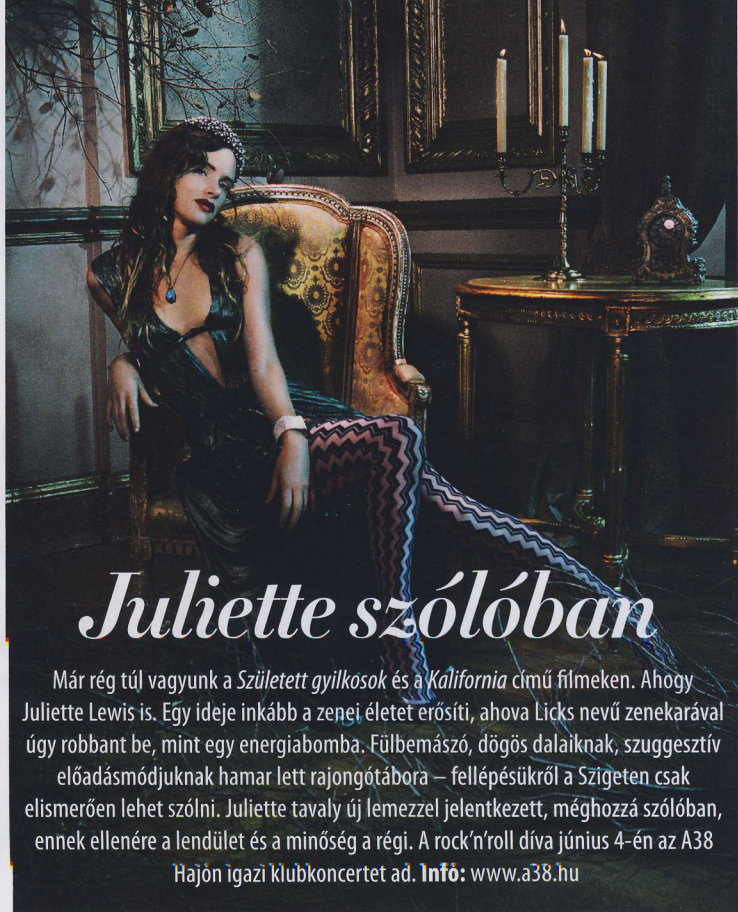 Juliette szólóban
Már rég túl vagyunk a Született gyilkosok és a Kalifornia című filmeken. Ahogy
Juliette Lewis is. Egy ideje inkább a zenei életet erősíti, ahova Licks nevű zenekarával
úgy robbant be, mint egy energiabomba. Fülbemászó, dögös dalaiknak, szuggesztív
előadásmódjuknak hamar lett rajongótábora – fellépésükről a Szigeten csak
elismerően lehet szólni. Juliette tavaly új lemezzel jelentkezett, méghozzá szólóban,
ennek ellenére a lendület és a minőség a régi. A rock’n’roll díva június 4-én az A38
Hajón igazi klubkoncertet ad. Infó: www.a38.hu